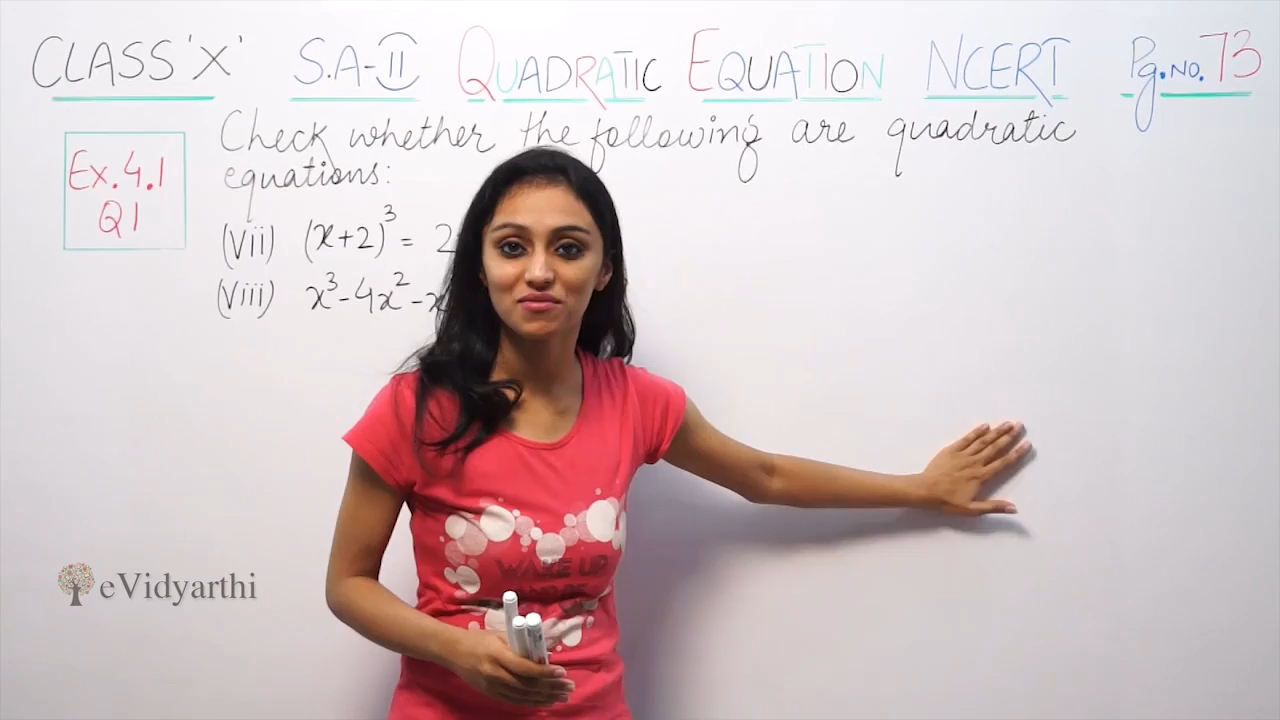 CLASS 'X' S.A-II QUADRATIC EQUATION NCERT Pg.NO.73
Ex.4.1
Q1
Check whether the following are quadratic
equations:
(Vii) (x+2)³ = 2
(Viii) x³-4x²-x
WAKE UP
eVidyarthi